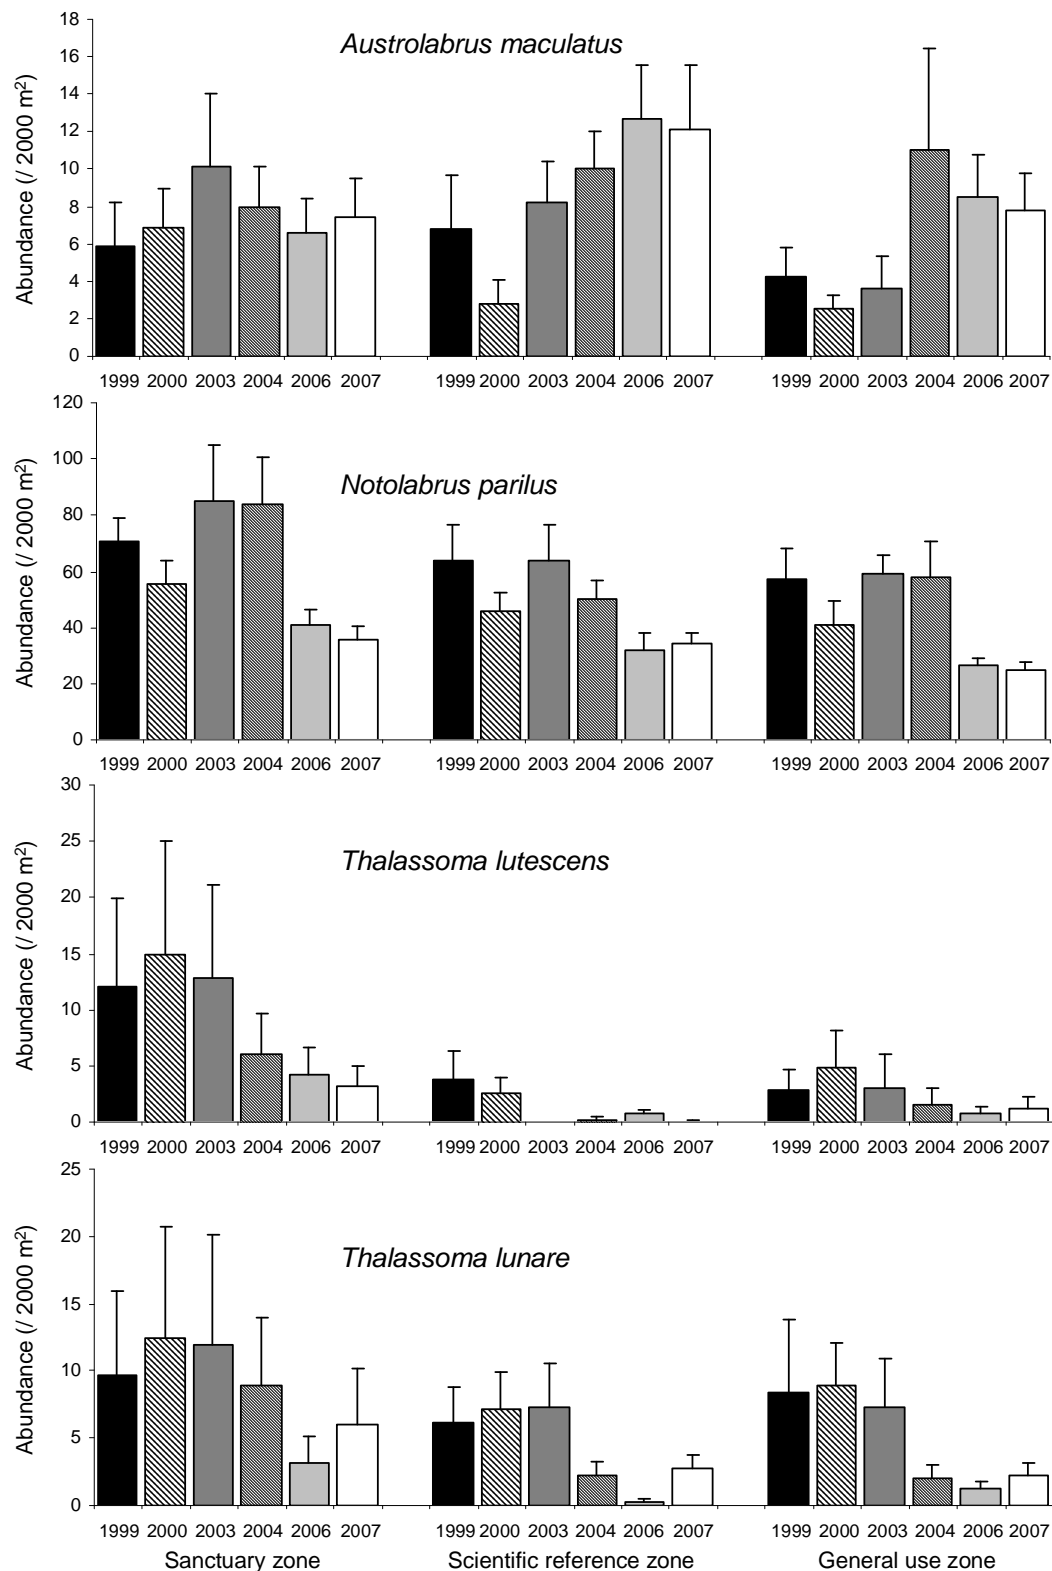 Austrolabrus maculatus
Abundance (/ 2000 m²)
18
16
14
12
10
8
6
4
2
0
1999 2000 2003 2004 2006 2007 1999 2000 2003 2004 2006 2007 1999 2000 2003 2004 2006 2007
Notolabrus parilus
Abundance (/ 2000 m²)
120
100
80
60
40
20
0
1999 2000 2003 2004 2006 2007 1999 2000 2003 2004 2006 2007 1999 2000 2003 2004 2006 2007
Thalassoma lutescens
Abundance (/ 2000 m²)
30
25
20
15
10
5
0
1999 2000 2003 2004 2006 2007 1999 2000 2003 2004 2006 2007 1999 2000 2003 2004 2006 2007
Thalassoma lunare
Abundance (/ 2000 m²)
25
20
15
10
5
0
1999 2000 2003 2004 2006 2007 1999 2000 2003 2004 2006 2007 1999 2000 2003 2004 2006 2007
Sanctuary zone Scientific reference zone General use zone